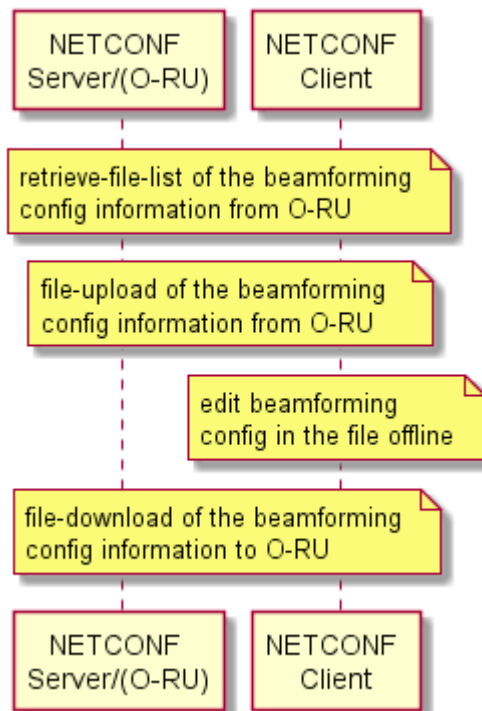 NETCONF
Server/(O-RU)
NETCONF
Client
retrieve-file-list of the beamforming
config information from O-RU
file-upload of the beamforming
config information from O-RU
edit beamforming
config in the file offline
file-download of the beamforming
config information to O-RU
NETCONF
Server/(O-RU)
NETCONF
Client